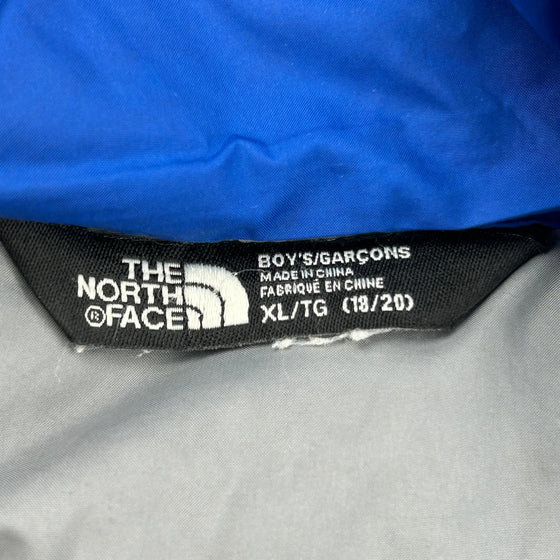 THE
NORTH
®FACE
BOY'S/GARÇONS
MADE IN CHINA
FABRIQUÉ EN CHINE
XL/TG (18/20)